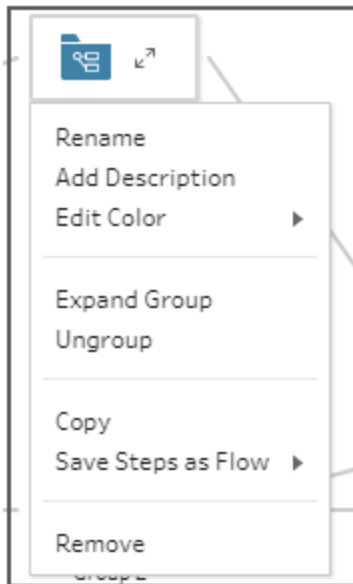 Rename
Add Description
Edit Color
Expand Group
Ungroup
Copy
Save Steps as Flow
Remove